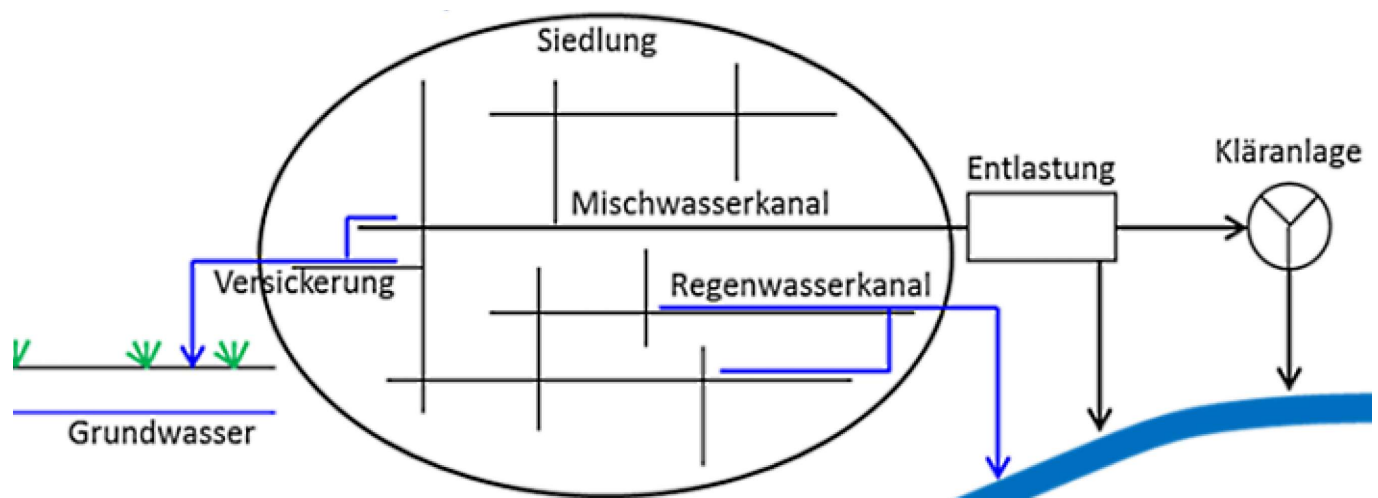 Siedlung
Kläranlage
Entlastung
Mischwasserkanal
Versickerung
Regenwasserkanal
Grundwasser